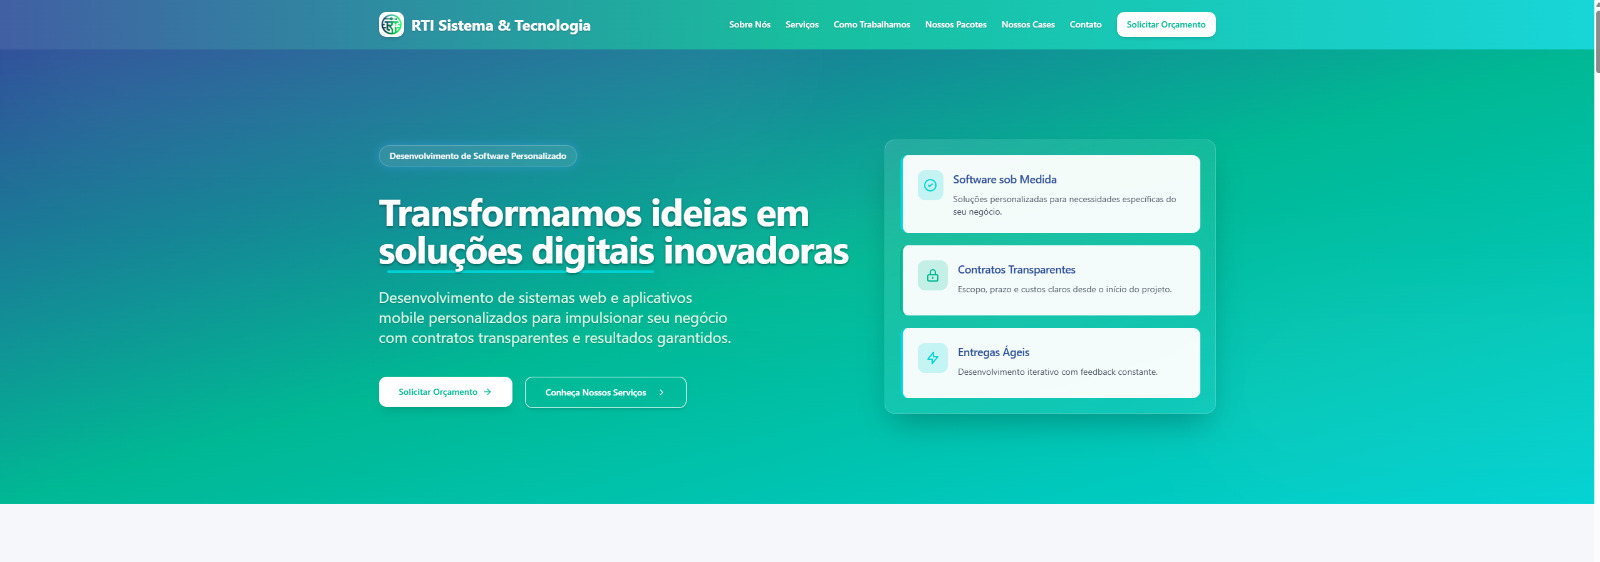 RTI Sistema & Tecnologia
Sobre Nós
Serviços
Como Trabalhamos
Nossos Pacotes
Nossos Cases
Contato
Solicitar Orçamento
Desenvolvimento de Software Personalizado
Transformamos ideias em
soluções digitais inovadoras
Desenvolvimento de sistemas web e aplicativos
mobile personalizados para impulsionar seu negócio
com contratos transparentes e resultados garantidos.
Solicitar Orçamento
Conheça Nossos Serviços
Software sob Medida
Soluções personalizadas para necessidades específicas do
seu negócio.
Contratos Transparentes
Escopo, prazo e custos claros desde o início do projeto.
Entregas Ágeis
Desenvolvimento iterativo com feedback constante.